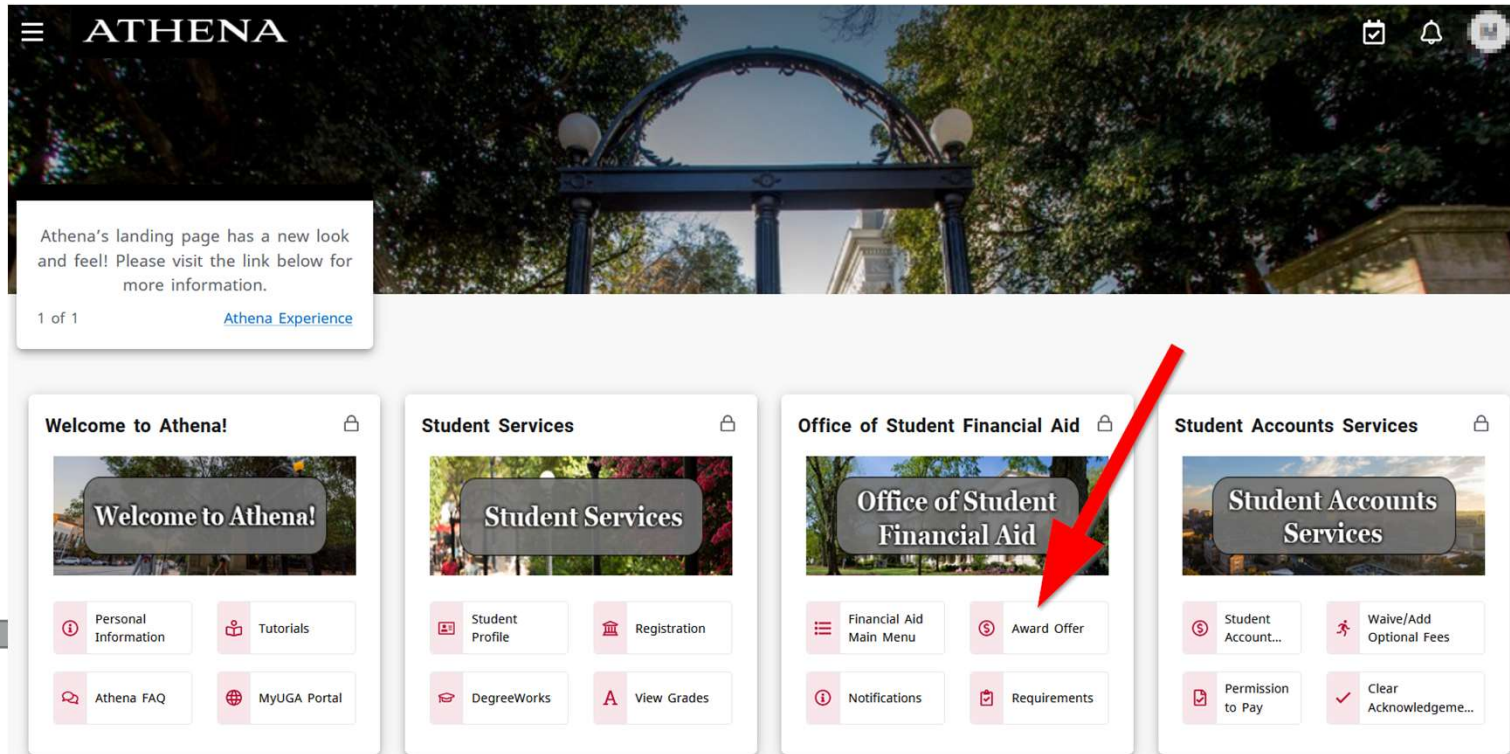 ATHENA
Athena's landing page has a new look
and feel! Please visit the link below for
more information.
1 of 1
Athena Experience
Welcome to Athena!
Welcome to Athena!
Personal
Information
Tutorials
Athena FAQ
MyUGA Portal
Student Services
Student Services
Student
Profile
Registration
DegreeWorks
View Grades
Office of Student Financial Aid
Office of Student
Financial Aid
Financial Aid
Main Menu
Award Offer
Notifications
Requirements
Student Accounts Services
Student Accounts
Services
Student
Account...
Waive/Add
Optional Fees
Permission
to Pay
Clear
Acknowledgeme...